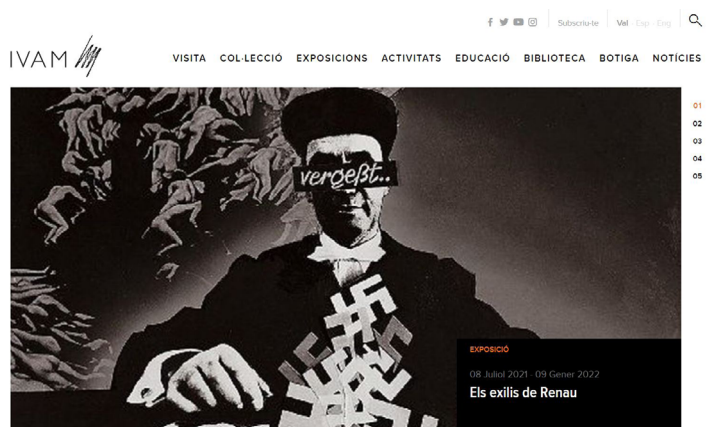 Subscriu-te Val - Esp - Eng
IVAM
VISITA COL·LECCIÓ EXPOSICIONS ACTIVITATS EDUCACIÓ BIBLIOTECA BOTIGA NOTÍCIES
01
02
03
04
05
vergeßt..
EXPOSICIÓ
08 Juliol 2021 - 09 Gener 2022
Els exilis de Renau